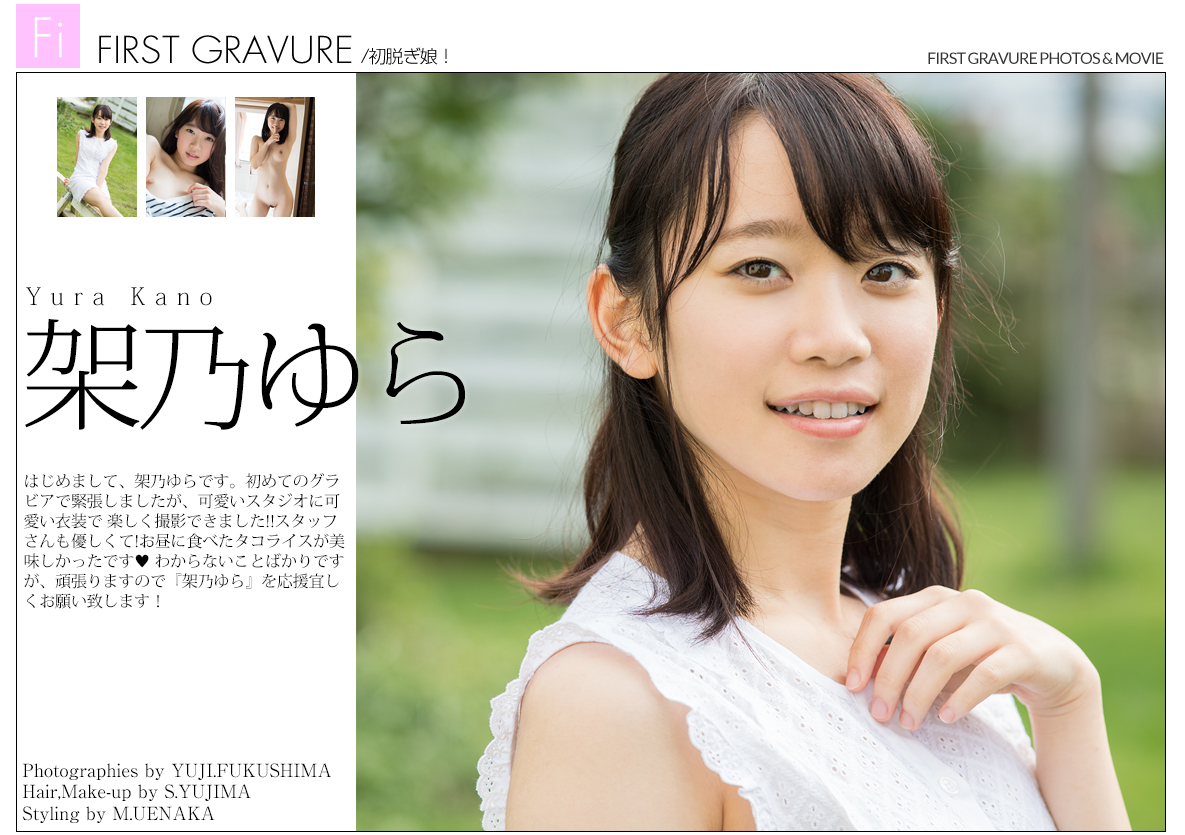 Fi
FIRST GRAVURE /初脱ぎ娘！
FIRST GRAVURE PHOTOS & MOVIE
Yura Kano
架乃ゆら
はじめまして、架乃ゆらです。初めてのグラ
ビアで緊張しましたが、可愛いスタジオに可
愛い衣装で 楽しく撮影できました!!スタッフ
さんも優しくて!お昼に食べたタコライスが美
味しかったです♥ わからないことばかりです
が、頑張りますので『架乃ゆら』を応援宜し
くお願い致します！
Photographies by YUJI.FUKUSHIMA
Hair,Make-up by S.YUJIMA
Styling by M.UENAKA